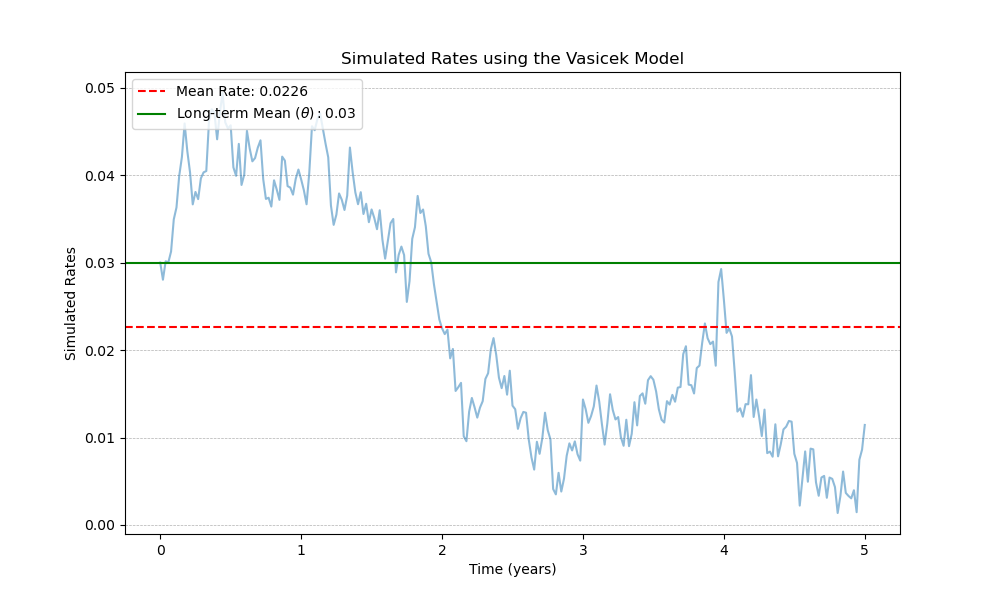 Simulated Rates using the Vasicek Model
Mean Rate: 0.0226
Long-term Mean (θ): 0.03
Simulated Rates
0.05
0.04
0.03
0.02
0.01
0.00
0 1 2 3 4 5
Time (years)